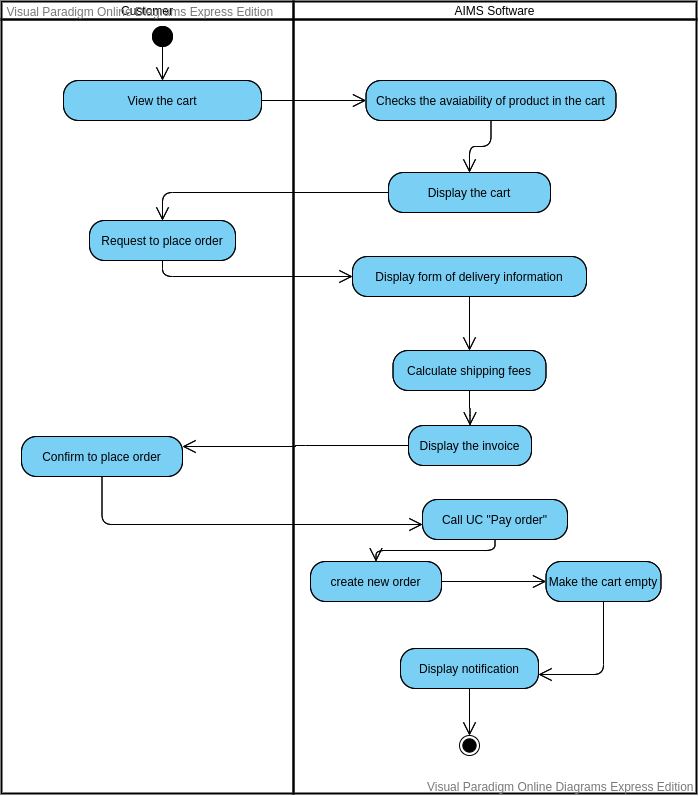 Visual Paradigm Online Diagrams Express Edition
Customer
AIMS Software
View the cart
Checks the avaiability of product in the cart
Display the cart
Request to place order
Display form of delivery information
Calculate shipping fees
Display the invoice
Confirm to place order
Call UC "Pay order"
create new order
Make the cart empty
Display notification
Visual Paradigm Online Diagrams Express Edition